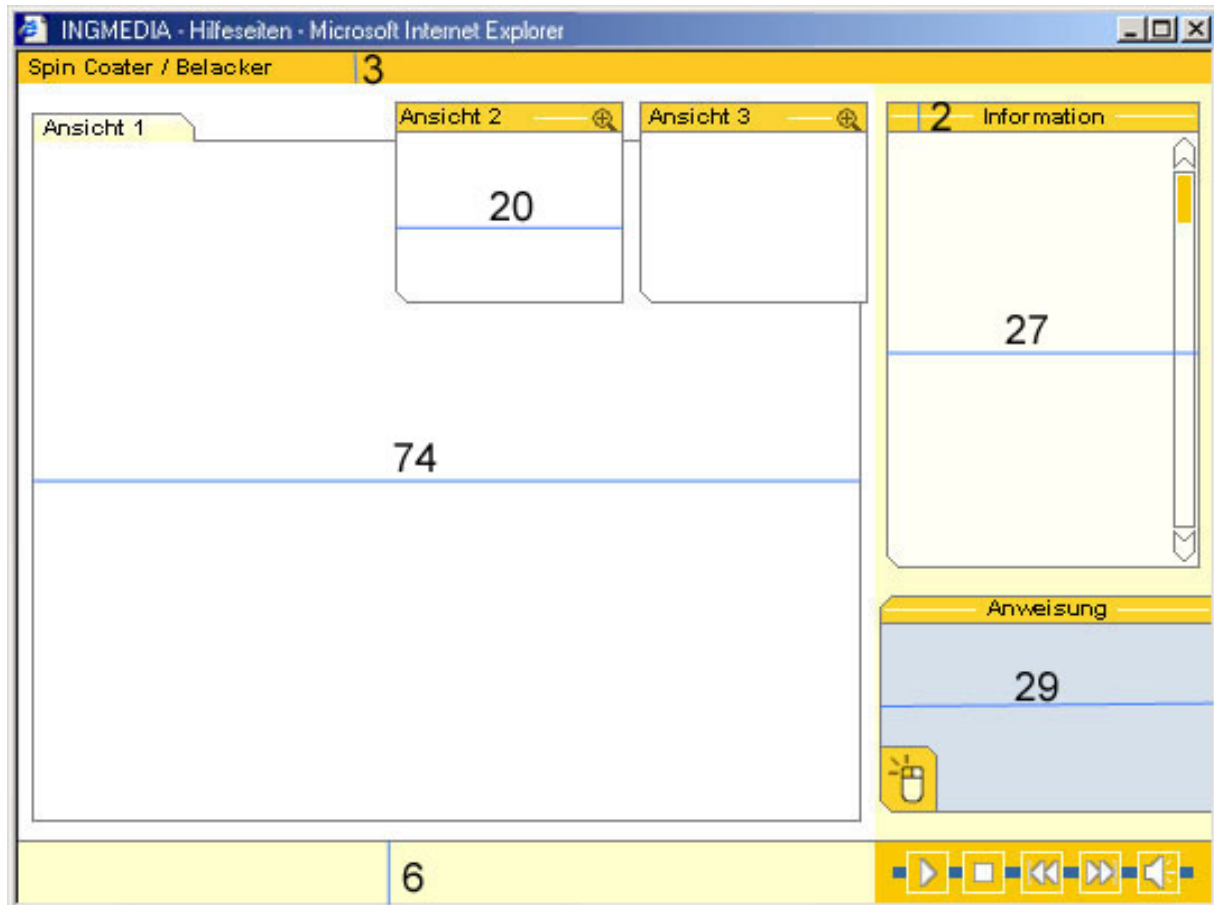 INGMEDIA - Hilfeseiten - Microsoft Internet Explorer
Spin Coater / Belacker
3
Ansicht 1
Ansicht 2
Ansicht 3
2
Information
20
27
74
Anweisung
29
6